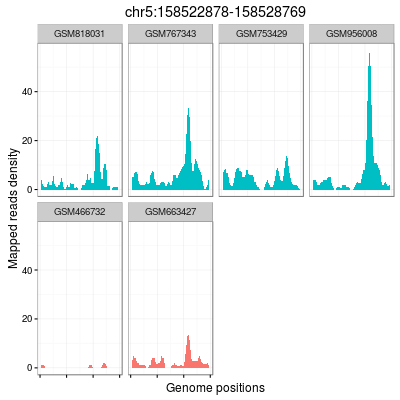 chr5:158522878-158528769
GSM818031 GSM767343 GSM753429 GSM956008
40
20
0
GSM466732 GSM663427
40
20
0
Mapped reads density
Genome positions